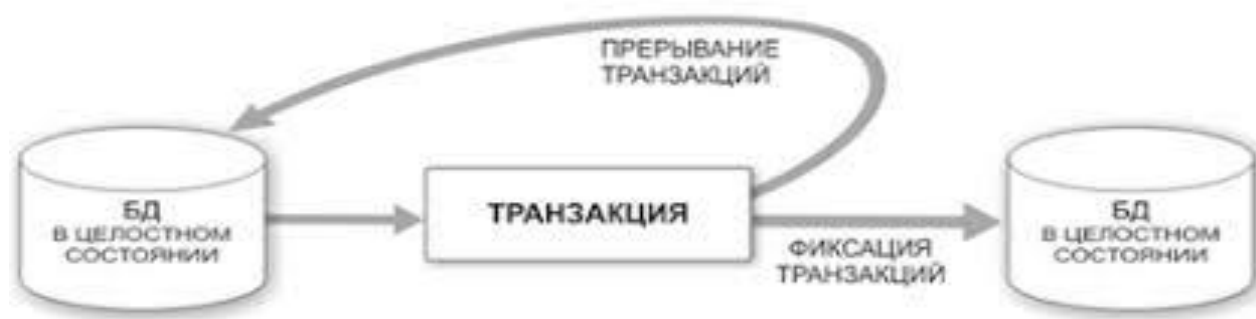 ПРЕРЫВАНИЕ
ТРАНЗАКЦИЙ
БД
В ЦЕЛОСТНОМ
СОСТОЯНИИ
ТРАНЗАКЦИЯ
ФИКСАЦИЯ
ТРАНЗАКЦИЙ
БД
В ЦЕЛОСТНОМ
СОСТОЯНИИ